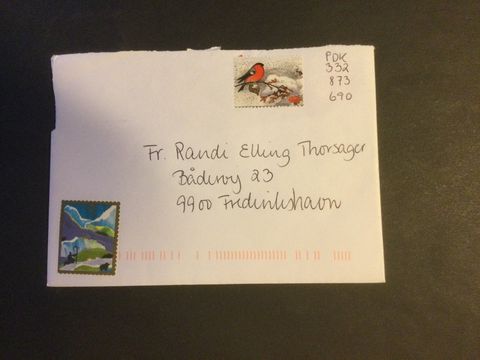 PDK
332
873
690
Fr. Randi Elling Thorsager
Bådevej 23
9900 Frederikshavn